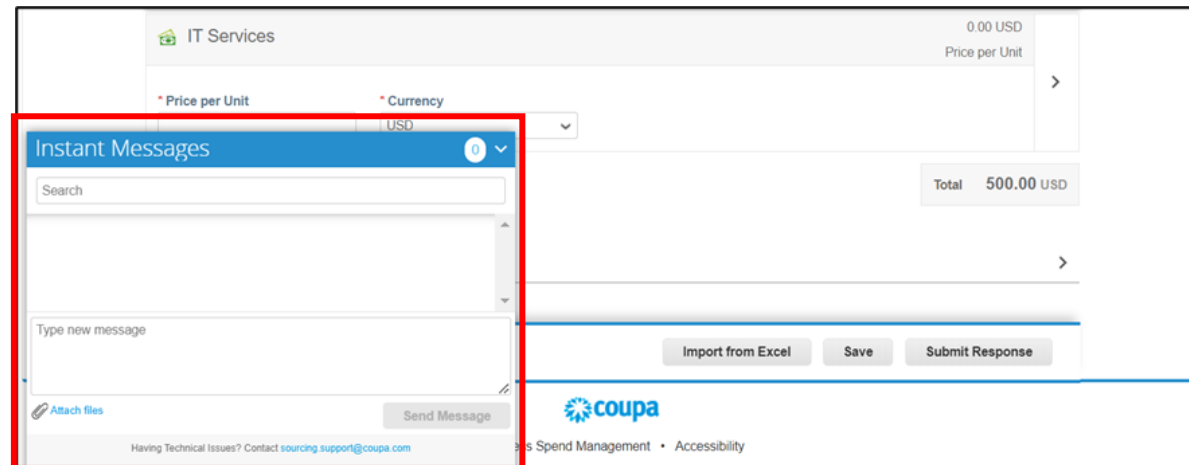 IT Services
0.00 USD
Price per Unit
* Price per Unit
* Currency
USD
Instant Messages
0
Search
Total 500.00 USD
Type new message
Attach files
Send Message
Having Technical Issues? Contact sourcing.support@coupa.com
Import from Excel
Save
Submit Response
coupa
Spend Management • Accessibility